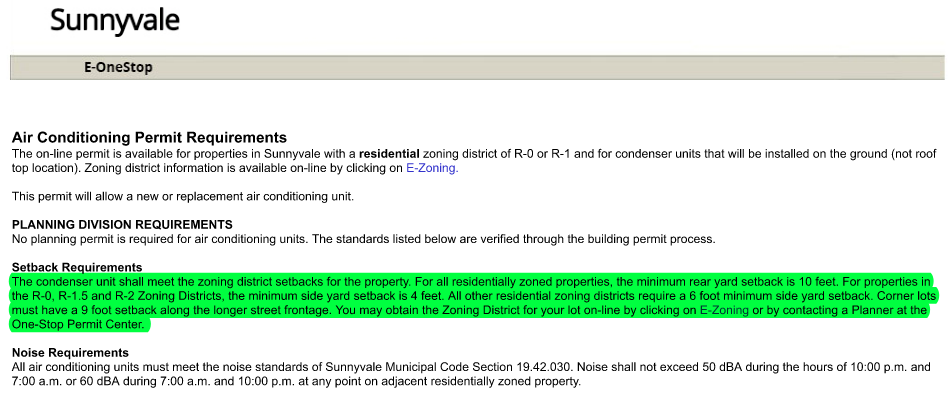 Sunnyvale
E-OneStop
Air Conditioning Permit Requirements
The on-line permit is available for properties in Sunnyvale with a residential zoning district of R-0 or R-1 and for condenser units that will be installed on the ground (not roof
top location). Zoning district information is available on-line by clicking on E-Zoning.
This permit will allow a new or replacement air conditioning unit.
PLANNING DIVISION REQUIREMENTS
No planning permit is required for air conditioning units. The standards listed below are verified through the building permit process.
Setback Requirements
The condenser unit shall meet the zoning district setbacks for the property. For all residentially zoned properties, the minimum rear yard setback is 10 feet. For properties in
the R-0, R-1.5 and R-2 Zoning Districts, the minimum side yard setback is 4 feet. All other residential zoning districts require a 6 foot minimum side yard setback. Corner lots
must have a 9 foot setback along the longer street frontage. You may obtain the Zoning District for your lot on-line by clicking on E-Zoning or by contacting a Planner at the
One-Stop Permit Center.
Noise Requirements
All air conditioning units must meet the noise standards of Sunnyvale Municipal Code Section 19.42.030. Noise shall not exceed 50 dBA during the hours of 10:00 p.m. and
7:00 a.m. or 60 dBA during 7:00 a.m. and 10:00 p.m. at any point on adjacent residentially zoned property.